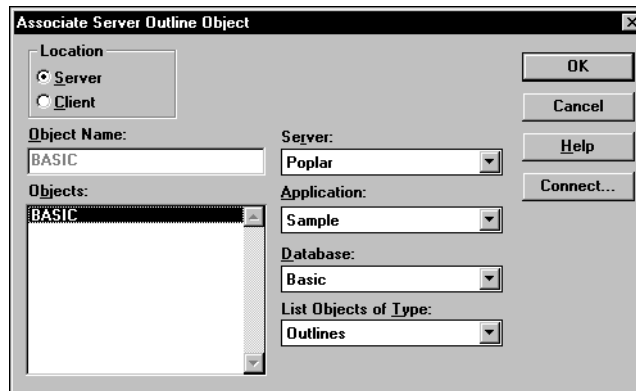 Associate Server Outline Object
Location
Server
Client
Object Name:
BASIC
Objects:
BASIC
Server:
Poplar
Application:
Sample
Database:
Basic
List Objects of Type:
Outlines
OK
Cancel
Help
Connect...